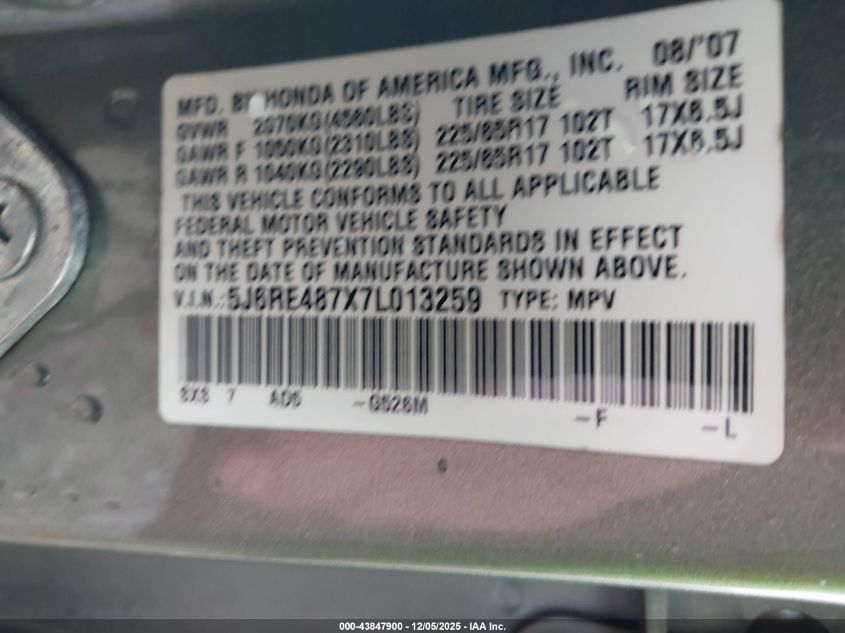 MFD. BY HONDA OF AMERICA MFG., INC. 08/'07
GVWR 2070KG(4560LBS) TIRE SIZE RIM SIZE
GAWR F 1050KG(2310LBS) 225/65R17 102T 17X6.5J
GAWR R 1040KG(2290LBS) 225/65R17 102T 17X6.5J
THIS VEHICLE CONFORMS TO ALL APPLICABLE
FEDERAL MOTOR VEHICLE SAFETY
AND THEFT PREVENTION STANDARDS IN EFFECT
ON THE DATE OF MANUFACTURE SHOWN ABOVE.
V.I.N.: 5J6RE487X7L013259 TYPE: MPV
7 -G526M -F -L
000-43847900 - 12/05/2025 - IAA Inc.